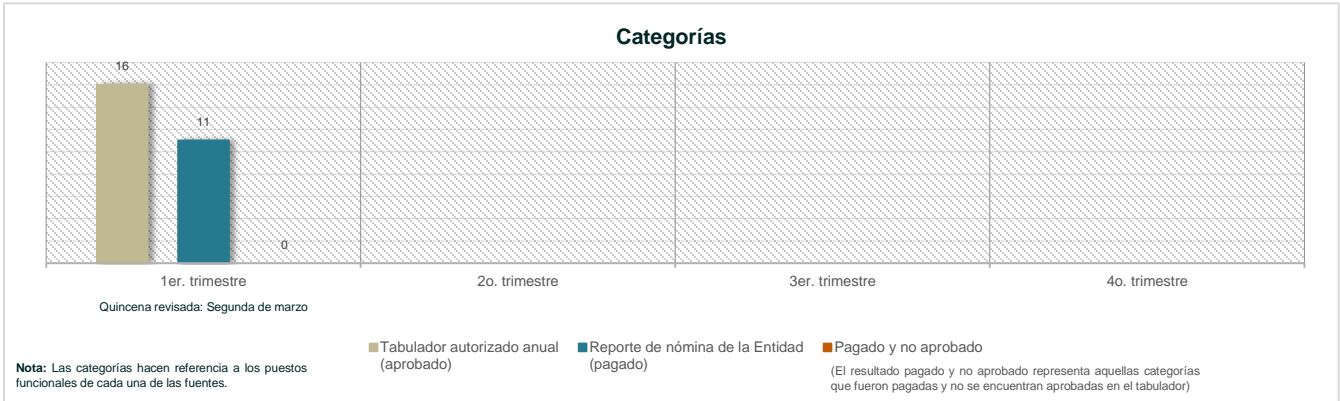 Categorías
16
11
0
1er. trimestre
2o. trimestre
3er. trimestre
4o. trimestre
Quincena revisada: Segunda de marzo
Tabulador autorizado anual
(aprobado)
Reporte de nómina de la Entidad
(pagado)
Pagado y no aprobado
(El resultado pagado y no aprobado representa aquellas categorías
que fueron pagadas y no se encuentran aprobadas en el tabulador)
Nota: Las categorías hacen referencia a los puestos
funcionales de cada una de las fuentes.